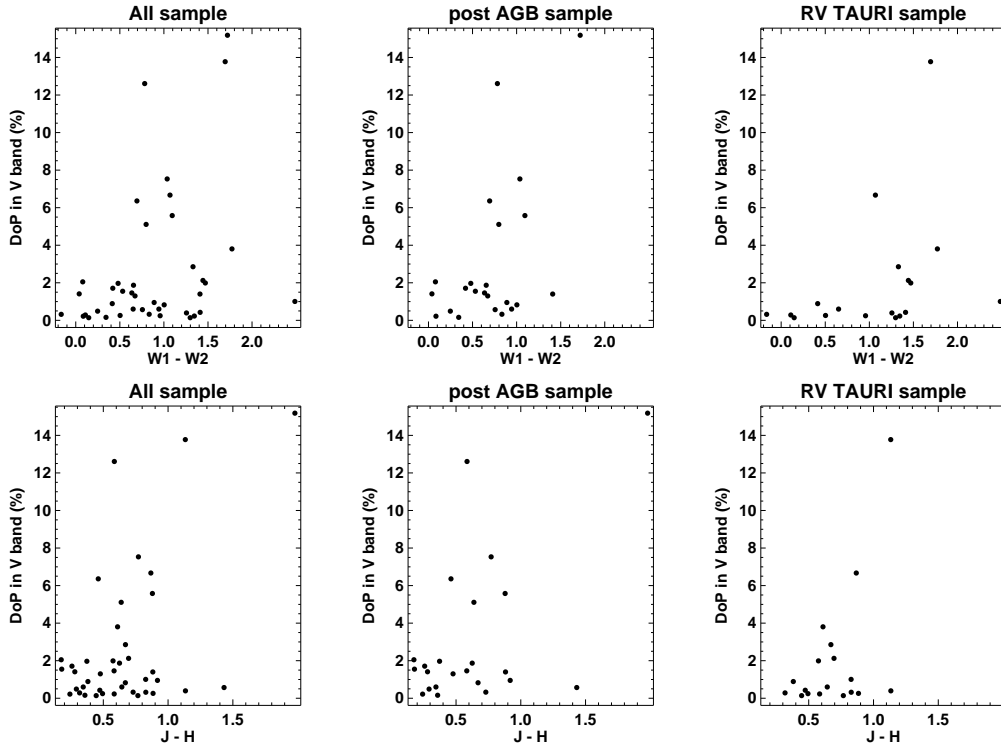 All sample
post AGB sample
RV TAURI sample
DoP in V band (%)
14
12
10
8
6
4
2
0
0.0 0.5 1.0 1.5 2.0
W1 - W2
DoP in V band (%)
14
12
10
8
6
4
2
0
0.0 0.5 1.0 1.5 2.0
W1 - W2
DoP in V band (%)
14
12
10
8
6
4
2
0
0.0 0.5 1.0 1.5 2.0
W1 - W2
All sample
post AGB sample
RV TAURI sample
DoP in V band (%)
14
12
10
8
6
4
2
0
0.5 1.0 1.5
J - H
DoP in V band (%)
14
12
10
8
6
4
2
0
0.5 1.0 1.5
J - H
DoP in V band (%)
14
12
10
8
6
4
2
0
0.5 1.0 1.5
J - H